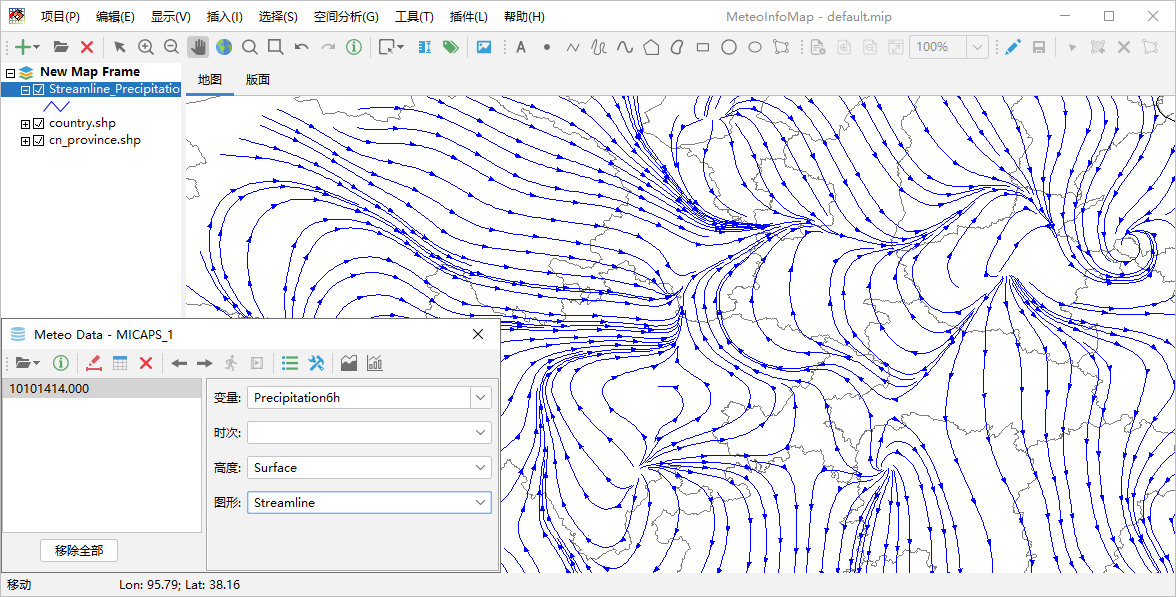 项目(P) 编辑(E) 显示(V) 插入(I) 选择(S) 空间分析(G) 工具(T) 插件(L) 帮助(H) MeteoInfoMap - default.mip
A 100%
New Map Frame
Streamline_Precipitatio
country.shp
cn_province.shp
地图 版面
Meteo Data - MICAPS_1
10101414.000
变量: Precipitation6h
时次:
高度: Surface
图形: Streamline
移除全部
移动 Lon: 95.79; Lat: 38.16